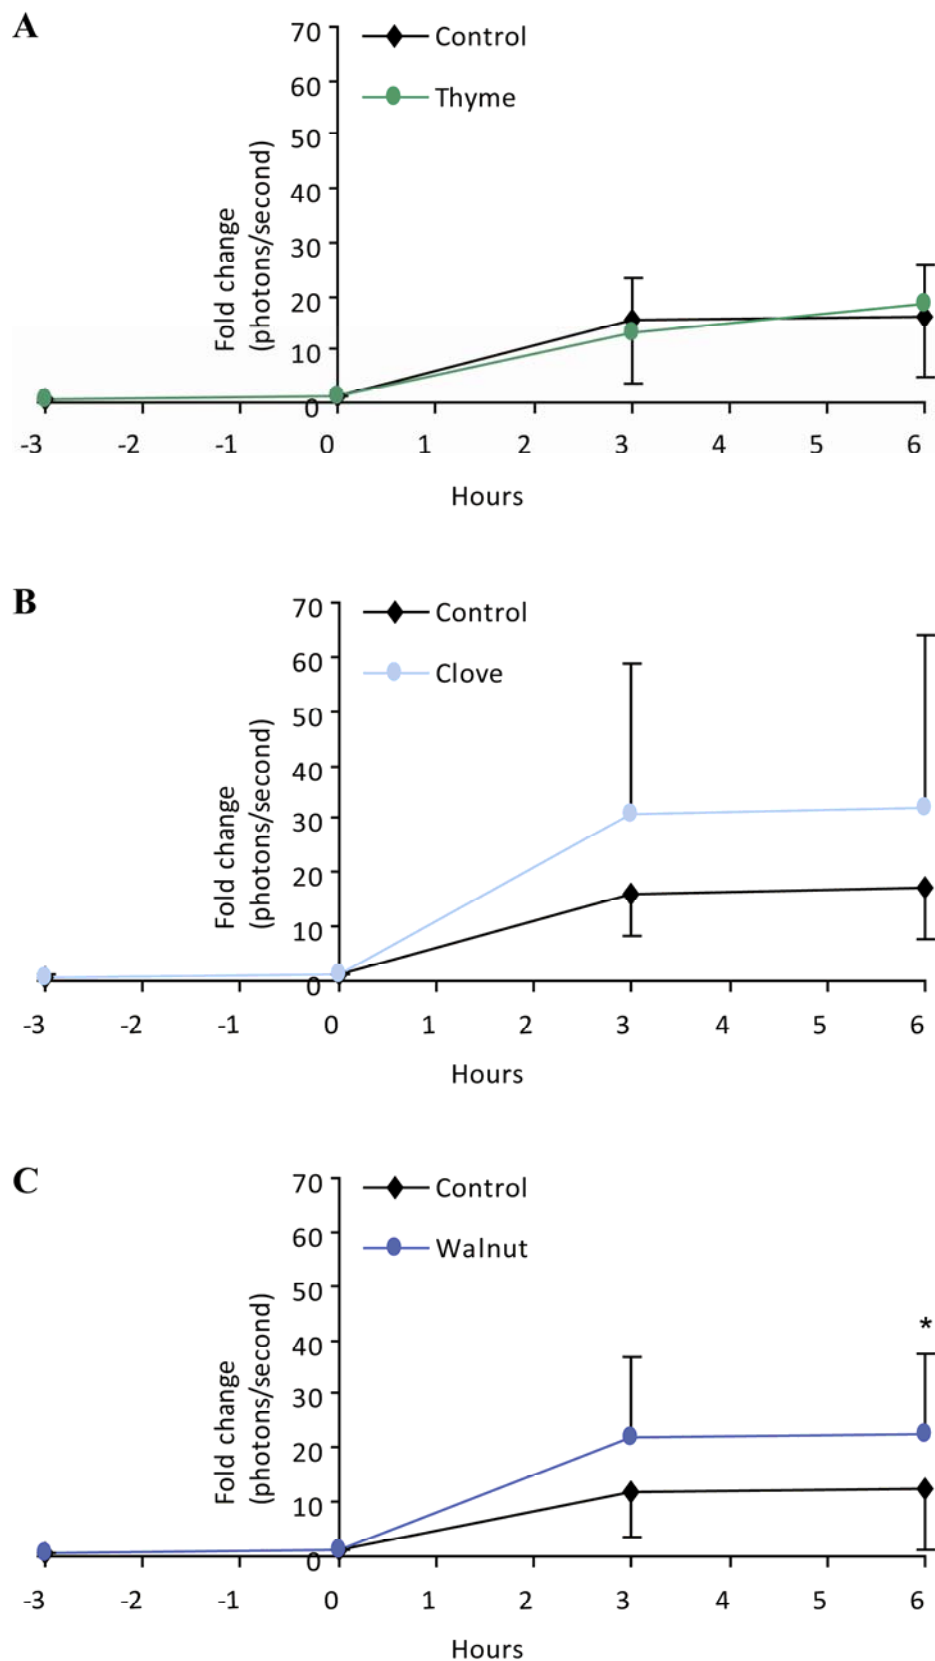 A
70
Control
60
Thyme
50
40
30
20
10
0
Fold change
(photons/second)
-3 -2 -1 0 1 2 3 4 5 6
Hours
B
70
Control
60
Clove
50
40
30
20
10
0
Fold change
(photons/second)
-3 -2 -1 0 1 2 3 4 5 6
Hours
C
70
Control
60
Walnut
50
40
30
20
10
0
Fold change
(photons/second)
*
-3 -2 -1 0 1 2 3 4 5 6
Hours